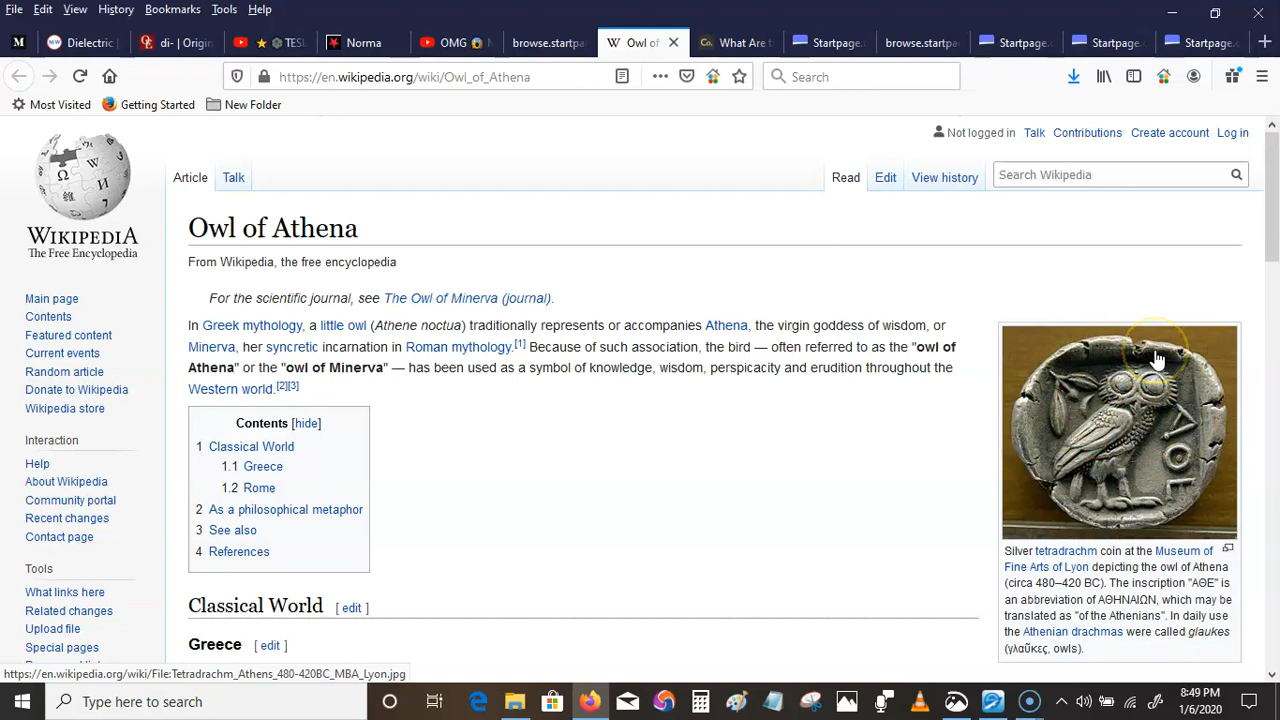 File Edit View History Bookmarks Tools Help
Dielectric
di- | Origin
TESL
Norma
OMG
browse.startpa
Owl of
What Are t
Startpage.c
browse.startpa
Startpage.c
Startpage.c
Startpage.c
https://en.wikipedia.org/wiki/Owl_of_Athena
Search
Most Visited Getting Started New Folder
Not logged in Talk Contributions Create account Log in
Article Talk
Read Edit View history
Search Wikipedia
WIKIPEDIA
The Free Encyclopedia
Main page
Contents
Featured content
Current events
Random article
Donate to Wikipedia
Wikipedia store
Interaction
Help
About Wikipedia
Community portal
Recent changes
Contact page
Tools
What links here
Related changes
Upload file
Special pages
Owl of Athena
From Wikipedia, the free encyclopedia
For the scientific journal, see The Owl of Minerva (journal).
In Greek mythology, a little owl (Athene noctua) traditionally represents or accompanies Athena, the virgin goddess of wisdom, or
Minerva, her syncretic incarnation in Roman mythology.[1] Because of such association, the bird — often referred to as the "owl of
Athena" or the "owl of Minerva" — has been used as a symbol of knowledge, wisdom, perspicacity and erudition throughout the
Western world.[2][3]
Contents [hide]
1 Classical World
1.1 Greece
1.2 Rome
2 As a philosophical metaphor
3 See also
4 References
Classical World [ edit ]
Greece [ edit ]
Silver tetradrachm coin at the Museum of
Fine Arts of Lyon depicting the owl of Athena
(circa 480–420 BC). The inscription "ΑΘΕ" is
an abbreviation of ΑΘΗΝΑΙΩΝ, which may be
translated as "of the Athenians". In daily use
the Athenian drachmas were called glaukes
(γλαῦκες, owls).
https://en.wikipedia.org/wiki/File:Tetradrachm_Athens_480-420BC_MBA_Lyon.jpg
Type here to search
8:49 PM
1/6/2020